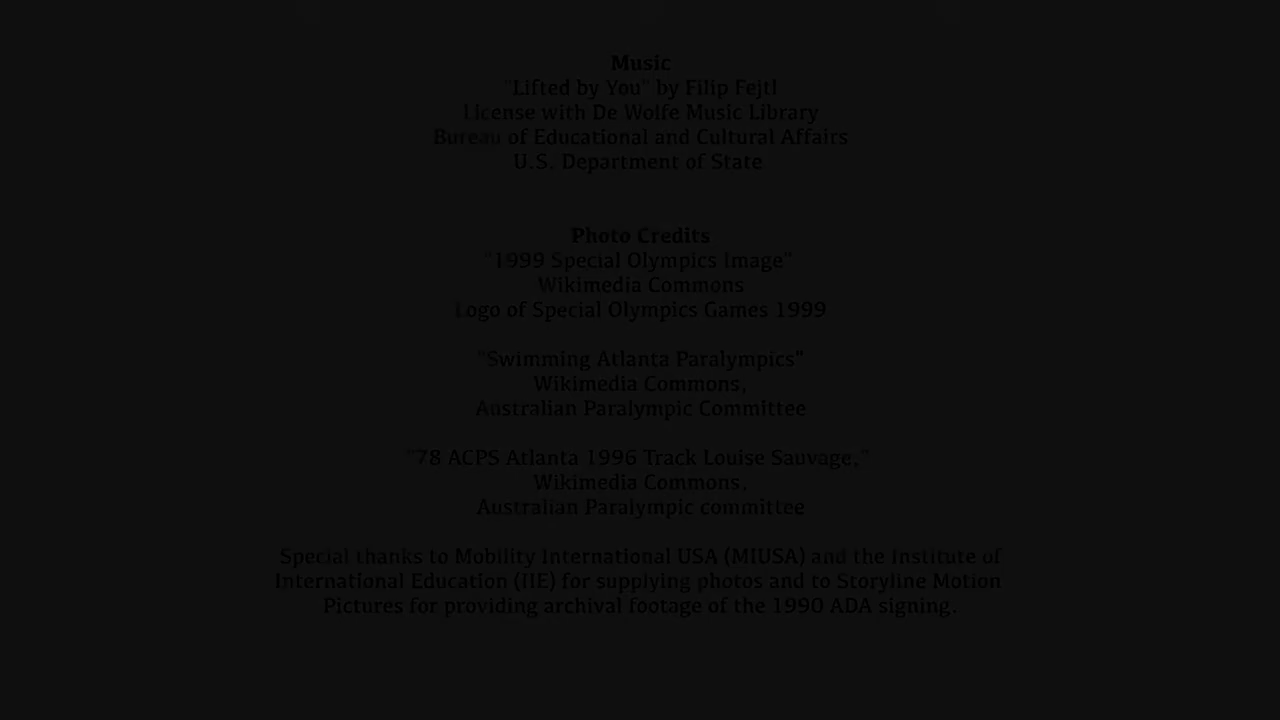 Music
"Lifted by You" by Filip Fejtl
License with De Wolfe Music Library
Bureau of Educational and Cultural Affairs
U.S. Department of State
Photo Credits
"1999 Special Olympics Image"
Wikimedia Commons
Logo of Special Olympics Games 1999
"Swimming Atlanta Paralympics"
Wikimedia Commons,
Australian Paralympic Committee
"78 ACPS Atlanta 1996 Track Louise Sauvage,"
Wikimedia Commons,
Australian Paralympic committee
Special thanks to Mobility International USA (MIUSA) and the Institute of
International Education (IIE) for supplying photos and to Storyline Motion
Pictures for providing archival footage of the 1990 ADA signing.